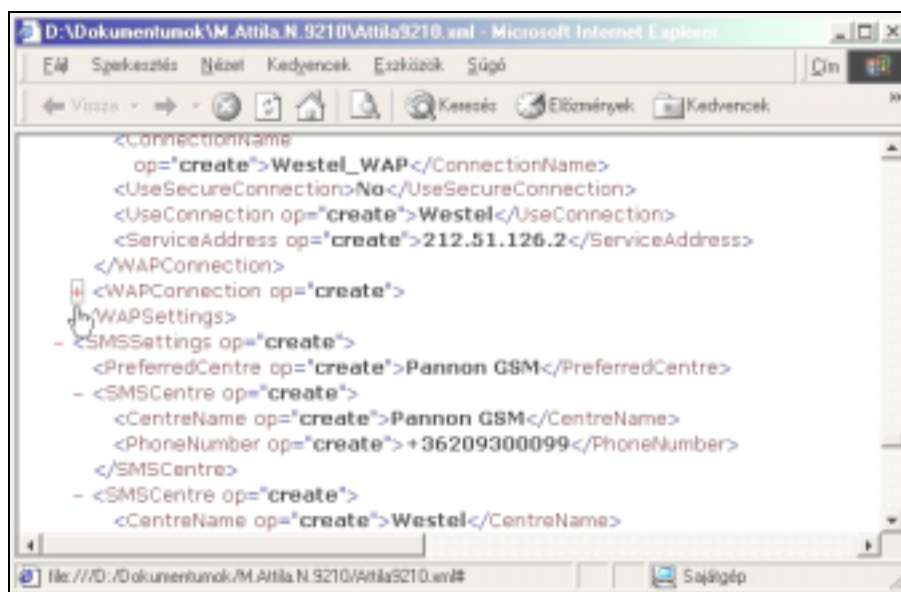 D:\Dokumentumok\M.Attila.N.9210\Attila9210.xml - Microsoft Internet Explorer
Fájl Szerkesztés Nézet Kedvencek Eszközök Súgó Cím
Vissza Keresés Előzmények Kedvencek »
<ConnectionName
op="create">Westel_WAP</ConnectionName>
<UseSecureConnection>No</UseSecureConnection>
<UseConnection op="create">Westel</UseConnection>
<ServiceAddress op="create">212.51.126.2</ServiceAddress>
</WAPConnection>
+ <WAPConnection op="create">
/WAPSettings>
- <SMSSettings op="create">
<PreferredCentre op="create">Pannon GSM</PreferredCentre>
- <SMSCentre op="create">
<CentreName op="create">Pannon GSM</CentreName>
<PhoneNumber op="create">+36209300099</PhoneNumber>
</SMSCentre>
- <SMSCentre op="create">
<CentreName op="create">Westel</CentreName>
file:///D:/Dokumentumok/M.Attila.N.9210/Attila9210.xml# Sajátgép